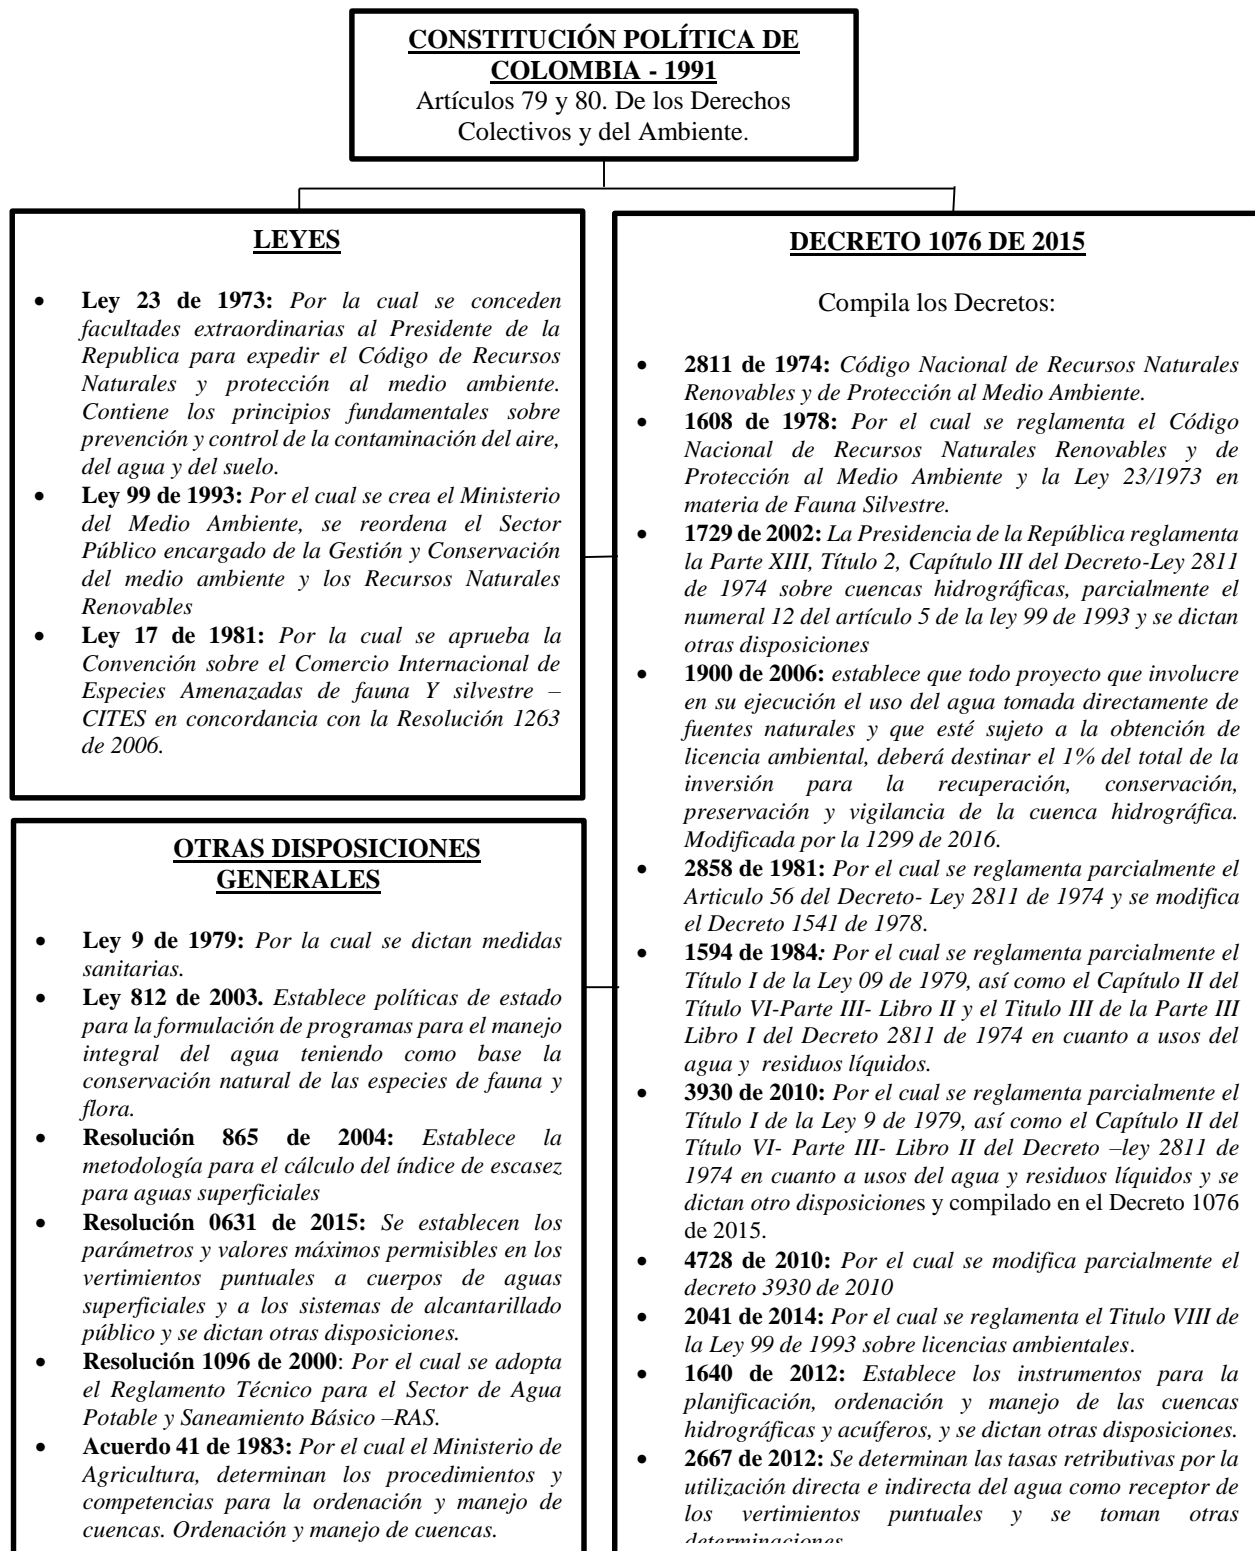 CONSTITUCIÓN POLÍTICA DE
COLOMBIA - 1991
Artículos 79 y 80. De los Derechos
Colectivos y del Ambiente.
LEYES
• Ley 23 de 1973: Por la cual se conceden
facultades extraordinarias al Presidente de la
Republica para expedir el Código de Recursos
Naturales y protección al medio ambiente.
Contiene los principios fundamentales sobre
prevención y control de la contaminación del aire,
del agua y del suelo.
• Ley 99 de 1993: Por el cual se crea el Ministerio
del Medio Ambiente, se reordena el Sector
Público encargado de la Gestión y Conservación
del medio ambiente y los Recursos Naturales
Renovables
• Ley 17 de 1981: Por la cual se aprueba la
Convención sobre el Comercio Internacional de
Especies Amenazadas de fauna Y silvestre –
CITES en concordancia con la Resolución 1263
de 2006.
OTRAS DISPOSICIONES
GENERALES
• Ley 9 de 1979: Por la cual se dictan medidas
sanitarias.
• Ley 812 de 2003. Establece políticas de estado
para la formulación de programas para el manejo
integral del agua teniendo como base la
conservación natural de las especies de fauna y
flora.
• Resolución 865 de 2004: Establece la
metodología para el cálculo del índice de escasez
para aguas superficiales
• Resolución 0631 de 2015: Se establecen los
parámetros y valores máximos permisibles en los
vertimientos puntuales a cuerpos de aguas
superficiales y a los sistemas de alcantarillado
público y se dictan otras disposiciones.
• Resolución 1096 de 2000: Por el cual se adopta
el Reglamento Técnico para el Sector de Agua
Potable y Saneamiento Básico –RAS.
• Acuerdo 41 de 1983: Por el cual el Ministerio de
Agricultura, determinan los procedimientos y
competencias para la ordenación y manejo de
cuencas. Ordenación y manejo de cuencas.
DECRETO 1076 DE 2015
Compila los Decretos:
• 2811 de 1974: Código Nacional de Recursos Naturales
Renovables y de Protección al Medio Ambiente.
• 1608 de 1978: Por el cual se reglamenta el Código
Nacional de Recursos Naturales Renovables y de
Protección al Medio Ambiente y la Ley 23/1973 en
materia de Fauna Silvestre.
• 1729 de 2002: La Presidencia de la República reglamenta
la Parte XIII, Título 2, Capítulo III del Decreto-Ley 2811
de 1974 sobre cuencas hidrográficas, parcialmente el
numeral 12 del artículo 5 de la ley 99 de 1993 y se dictan
otras disposiciones
• 1900 de 2006: establece que todo proyecto que involucre
en su ejecución el uso del agua tomada directamente de
fuentes naturales y que esté sujeto a la obtención de
licencia ambiental, deberá destinar el 1% del total de la
inversión para la recuperación, conservación,
preservación y vigilancia de la cuenca hidrográfica.
Modificada por la 1299 de 2016.
• 2858 de 1981: Por el cual se reglamenta parcialmente el
Articulo 56 del Decreto- Ley 2811 de 1974 y se modifica
el Decreto 1541 de 1978.
• 1594 de 1984: Por el cual se reglamenta parcialmente el
Título I de la Ley 09 de 1979, así como el Capítulo II del
Título VI-Parte III- Libro II y el Titulo III de la Parte III
Libro I del Decreto 2811 de 1974 en cuanto a usos del
agua y residuos líquidos.
• 3930 de 2010: Por el cual se reglamenta parcialmente el
Título I de la Ley 9 de 1979, así como el Capítulo II del
Título VI- Parte III- Libro II del Decreto –ley 2811 de
1974 en cuanto a usos del agua y residuos líquidos y se
dictan otro disposiciones y compilado en el Decreto 1076
de 2015.
• 4728 de 2010: Por el cual se modifica parcialmente el
decreto 3930 de 2010
• 2041 de 2014: Por el cual se reglamenta el Titulo VIII de
la Ley 99 de 1993 sobre licencias ambientales.
• 1640 de 2012: Establece los instrumentos para la
planificación, ordenación y manejo de las cuencas
hidrográficas y acuíferos, y se dictan otras disposiciones.
• 2667 de 2012: Se determinan las tasas retributivas por la
utilización directa e indirecta del agua como receptor de
los vertimientos puntuales y se toman otras
determinaciones